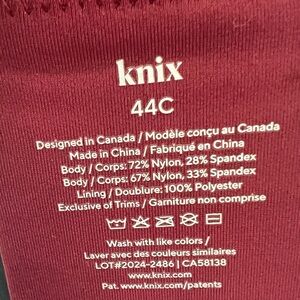 knix
44C
Designed in Canada / Modèle conçu au Canada
Made in China / Fabriqué en China
Body / Corps: 72% Nylon, 28% Spandex
Body / Corps: 67% Nylon, 33% Spandex
Lining / Doublure: 100% Polyester
Exclusive of Trims / Garniture non comprise
Wash with like colors /
Laver avec des couleurs similaires
LOT#2024-2486 | CA58138
www.knix.com
Pat. www.knix.com/patents